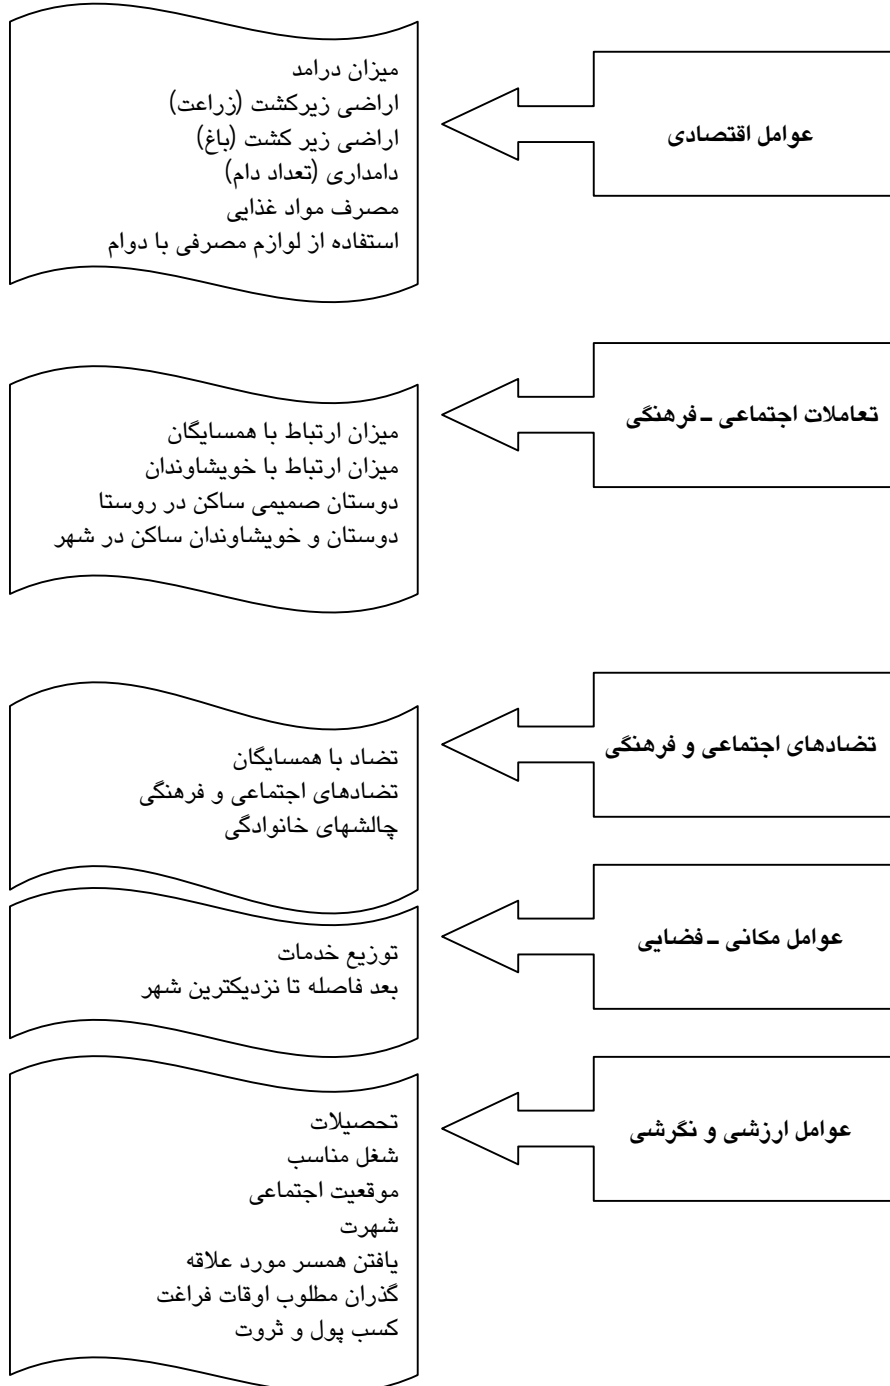 عوامل اقتصادی
میزان درامد
اراضی زیرکشت (زراعت)
اراضی زیر کشت (باغ)
دامداری (تعداد دام)
مصرف مواد غذایی
استفاده از لوازم مصرفی با دوام
تعاملات اجتماعی ـ فرهنگی
میزان ارتباط با همسایگان
میزان ارتباط با خویشاوندان
دوستان صمیمی ساکن در روستا
دوستان و خویشاوندان ساکن در شهر
تضادهای اجتماعی و فرهنگی
تضاد با همسایگان
تضادهای اجتماعی و فرهنگی
چالشهای خانوادگی
عوامل مکانی ـ فضایی
توزیع خدمات
بعد فاصله تا نزدیکترین شهر
عوامل ارزشی و نگرشی
تحصیلات
شغل مناسب
موقعیت اجتماعی
شهرت
یافتن همسر مورد علاقه
گذران مطلوب اوقات فراغت
کسب پول و ثروت